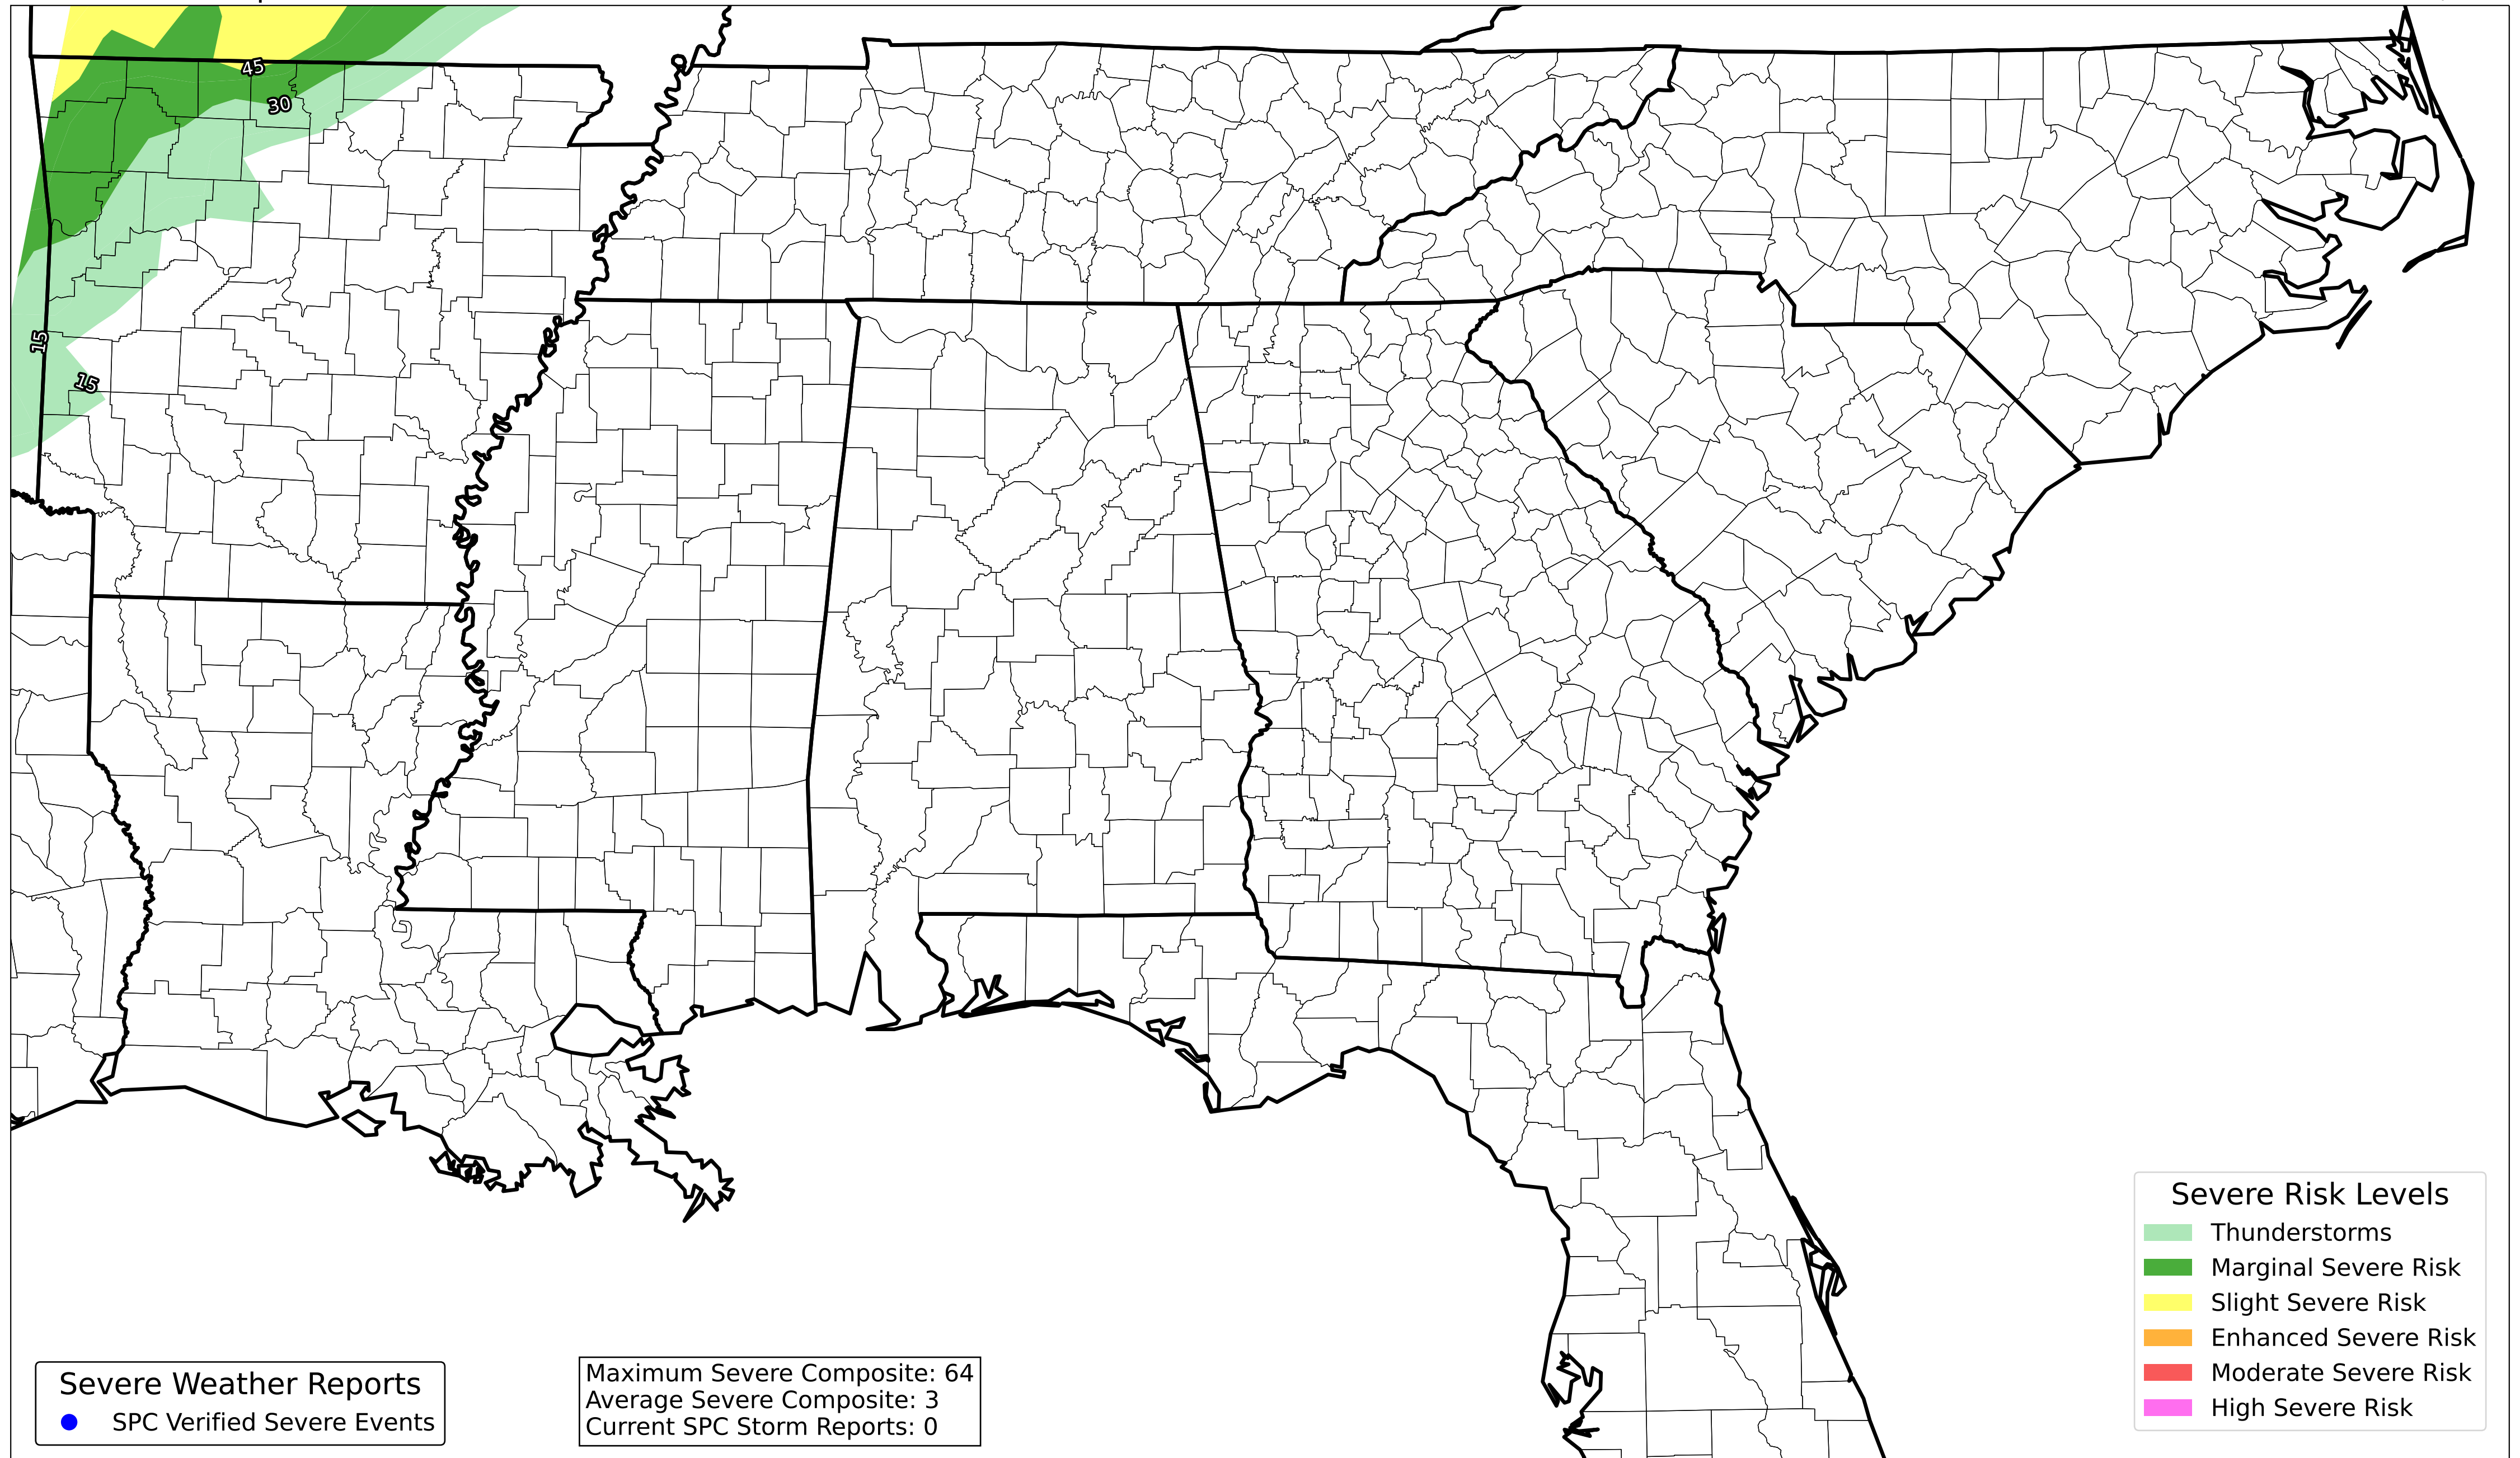 45
30
15
15
Severe Risk Levels
Thunderstorms
Marginal Severe Risk
Slight Severe Risk
Enhanced Severe Risk
Moderate Severe Risk
High Severe Risk
Severe Weather Reports
SPC Verified Severe Events
Maximum Severe Composite: 64
Average Severe Composite: 3
Current SPC Storm Reports: 0